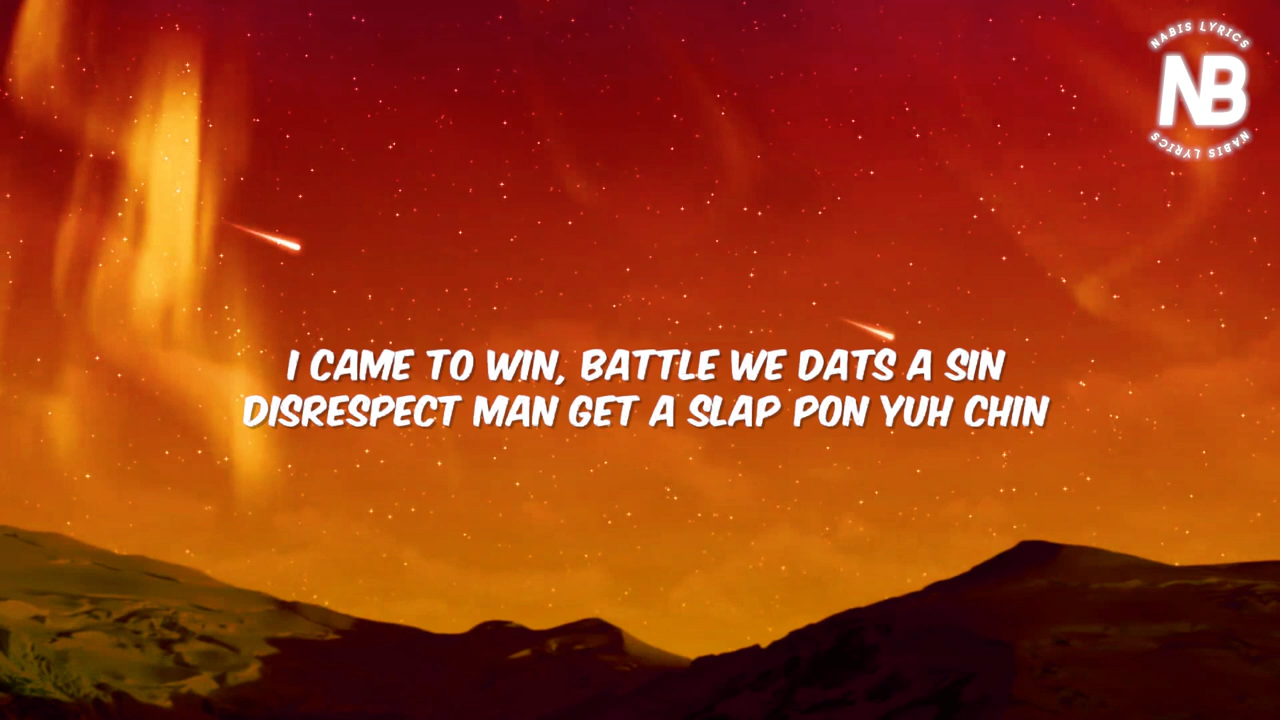 NABIS LYRICS
NB
NABIS LYRICS
I CAME TO WIN, BATTLE WE DATS A SIN
DISRESPECT MAN GET A SLAP PON YUH CHIN